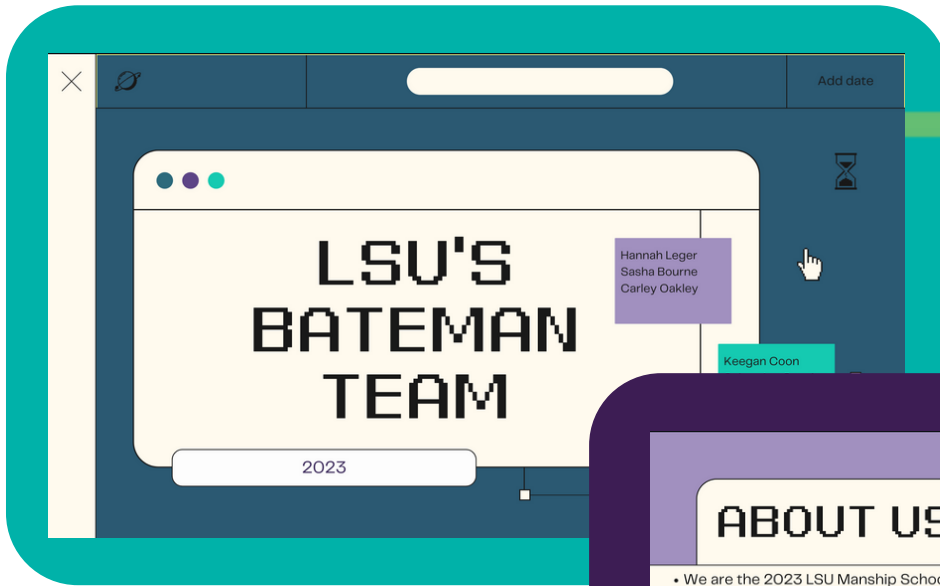 Add date
LSU'S
BATEMAN
TEAM
Hannah Leger
Sasha Bourne
Carley Oakley
Keegan Coon
2023
ABOUT US
• We are the 2023 LSU Manship School